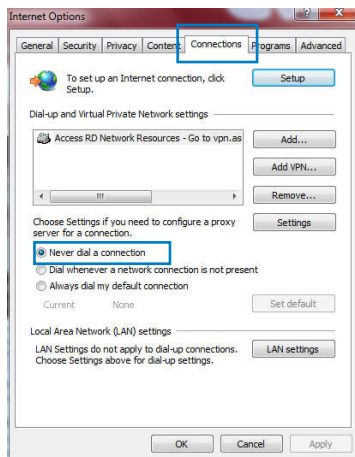 Internet Options
General Security Privacy Content Connections Programs Advanced
To set up an Internet connection, click Setup.
Setup
Dial-up and Virtual Private Network settings
Access RD Network Resources - Go to vpn.as
Add...
Add VPN...
Remove...
Choose Settings if you need to configure a proxy
server for a connection.
Settings
Never dial a connection
Dial whenever a network connection is not present
Always dial my default connection
Current None
Set default
Local Area Network (LAN) settings
LAN Settings do not apply to dial-up connections.
Choose Settings above for dial-up settings.
LAN settings
OK Cancel Apply